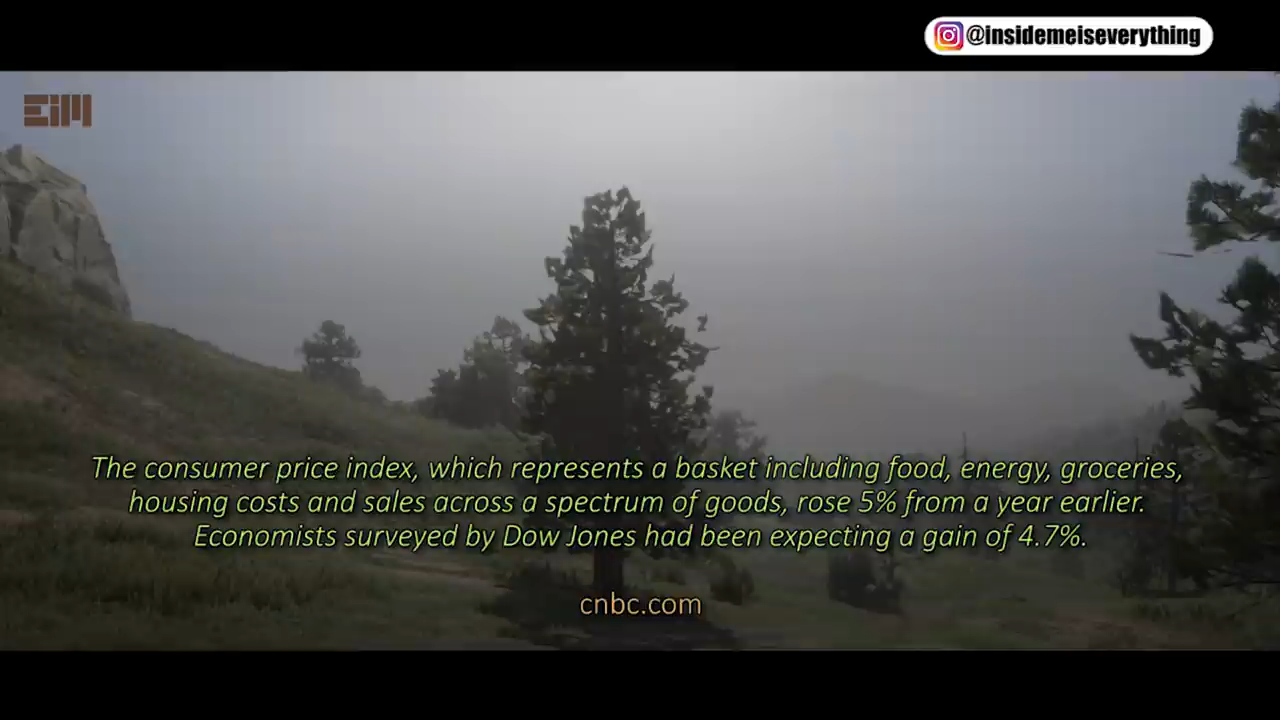 @insidemeiseverything
EiM
The consumer price index, which represents a basket including food, energy, groceries,
housing costs and sales across a spectrum of goods, rose 5% from a year earlier.
Economists surveyed by Dow Jones had been expecting a gain of 4.7%.
cnbc.com